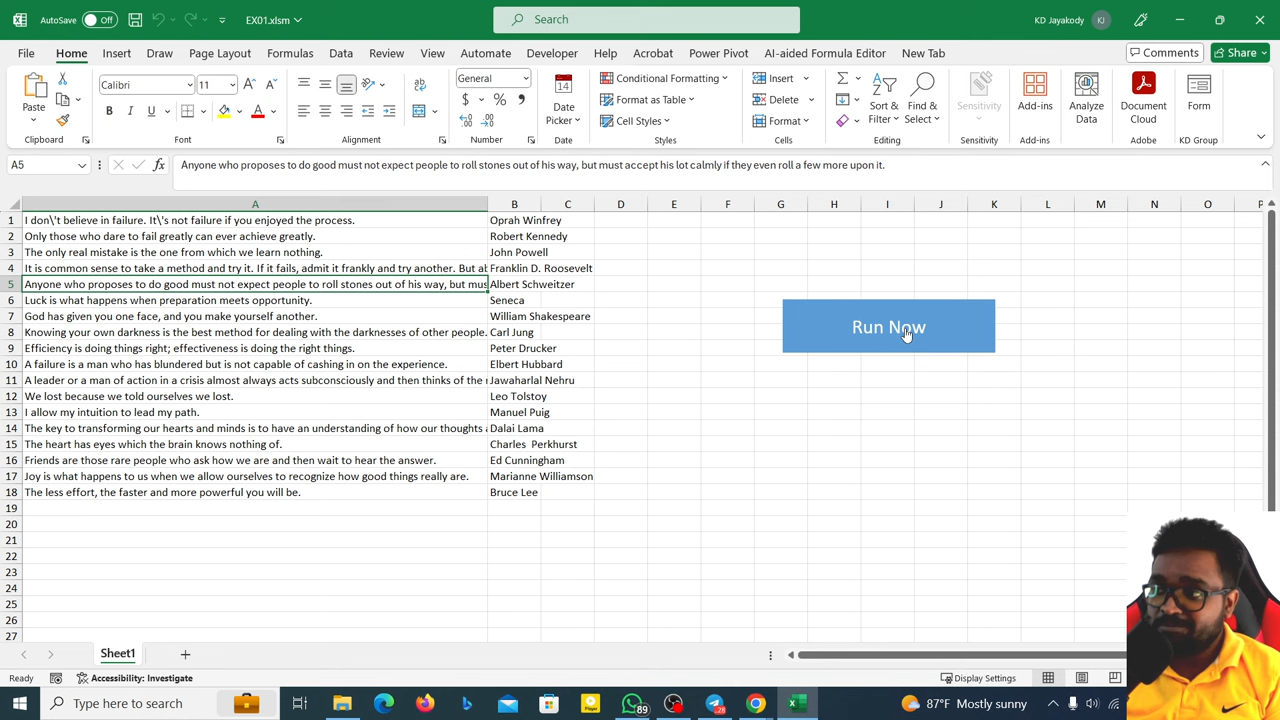 AutoSave Off EX01.xlsm Search KD Jayakody KJ
File Home Insert Draw Page Layout Formulas Data Review View Automate Developer Help Acrobat Power Pivot AI-aided Formula Editor New Tab Comments Share
Paste
Calibri 11
B I U
General
$ % 9
14
Date
Picker
Conditional Formatting
Format as Table
Cell Styles
Insert
Delete
Format
Sort &
Filter
Find &
Select
Sensitivity
Add-ins
Analyze
Data
Document
Cloud
Form
Clipboard Font Alignment Number Date Styles Cells Editing Sensitivity Add-ins Adobe KD Group
A5 fx Anyone who proposes to do good must not expect people to roll stones out of his way, but must accept his lot calmly if they even roll a few more upon it.
A B C D E F G H I J K L M N O P
1 I don\'t believe in failure. It\'s not failure if you enjoyed the process. Oprah Winfrey
2 Only those who dare to fail greatly can ever achieve greatly. Robert Kennedy
3 The only real mistake is the one from which we learn nothing. John Powell
4 It is common sense to take a method and try it. If it fails, admit it frankly and try another. But ab Franklin D. Roosevelt
5 Anyone who proposes to do good must not expect people to roll stones out of his way, but mus Albert Schweitzer
6 Luck is what happens when preparation meets opportunity. Seneca
7 God has given you one face, and you make yourself another. William Shakespeare
8 Knowing your own darkness is the best method for dealing with the darknesses of other people. Carl Jung
9 Efficiency is doing things right; effectiveness is doing the right things. Peter Drucker
10 A failure is a man who has blundered but is not capable of cashing in on the experience. Elbert Hubbard
11 A leader or a man of action in a crisis almost always acts subconsciously and then thinks of the r Jawaharlal Nehru
12 We lost because we told ourselves we lost. Leo Tolstoy
13 I allow my intuition to lead my path. Manuel Puig
14 The key to transforming our hearts and minds is to have an understanding of how our thoughts a Dalai Lama
15 The heart has eyes which the brain knows nothing of. Charles Perkhurst
16 Friends are those rare people who ask how we are and then wait to hear the answer. Ed Cunningham
17 Joy is what happens to us when we allow ourselves to recognize how good things really are. Marianne Williamson
18 The less effort, the faster and more powerful you will be. Bruce Lee
19
20
21
22
23
24
25
26
27
Run Now
Sheet1
Ready Accessibility: Investigate Display Settings
Type here to search 89 28 87°F Mostly sunny